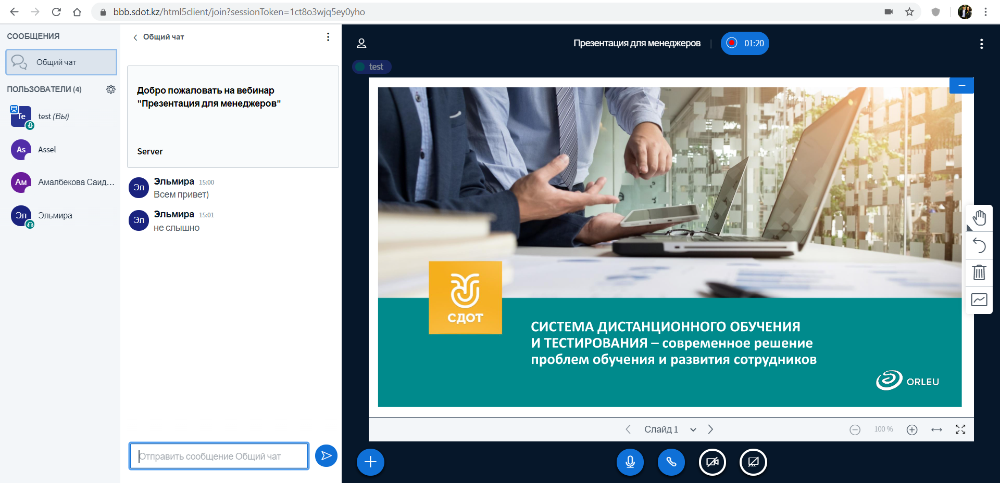 bbb.sdot.kz/html5client/join?sessionToken=1ct8o3wjq5ey0yho
СООБЩЕНИЯ
Общий чат
ПОЛЬЗОВАТЕЛИ (4)
Te
test (Вы)
As
Assel
Ам
Амалбекова Саид...
Эл
Эльмира
Общий чат
Добро пожаловать на вебинар
"Презентация для менеджеров"
Server
Эл
Эльмира 15:00
Всем привет)
Эл
Эльмира 15:01
не слышно
Отправить сообщение Общий чат
Презентация для менеджеров
01:20
test
СДОТ
СИСТЕМА ДИСТАНЦИОННОГО ОБУЧЕНИЯ
И ТЕСТИРОВАНИЯ – современное решение
проблем обучения и развития сотрудников
ORLEU
Слайд 1
100 %